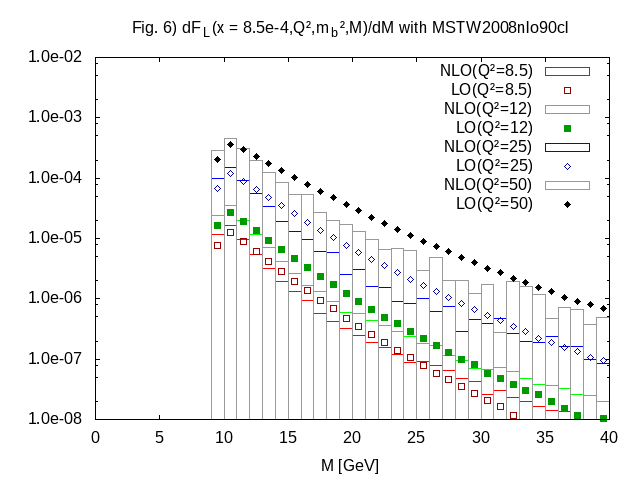 Fig. 6) dF_L(x = 8.5e-4,Q²,m_b²,M)/dM with MSTW2008nlo90cl
1.0e-02
1.0e-03
1.0e-04
1.0e-05
1.0e-06
1.0e-07
1.0e-08
NLO(Q²=8.5)
LO(Q²=8.5)
NLO(Q²=12)
LO(Q²=12)
NLO(Q²=25)
LO(Q²=25)
NLO(Q²=50)
LO(Q²=50)
0 5 10 15 20 25 30 35 40
M [GeV]